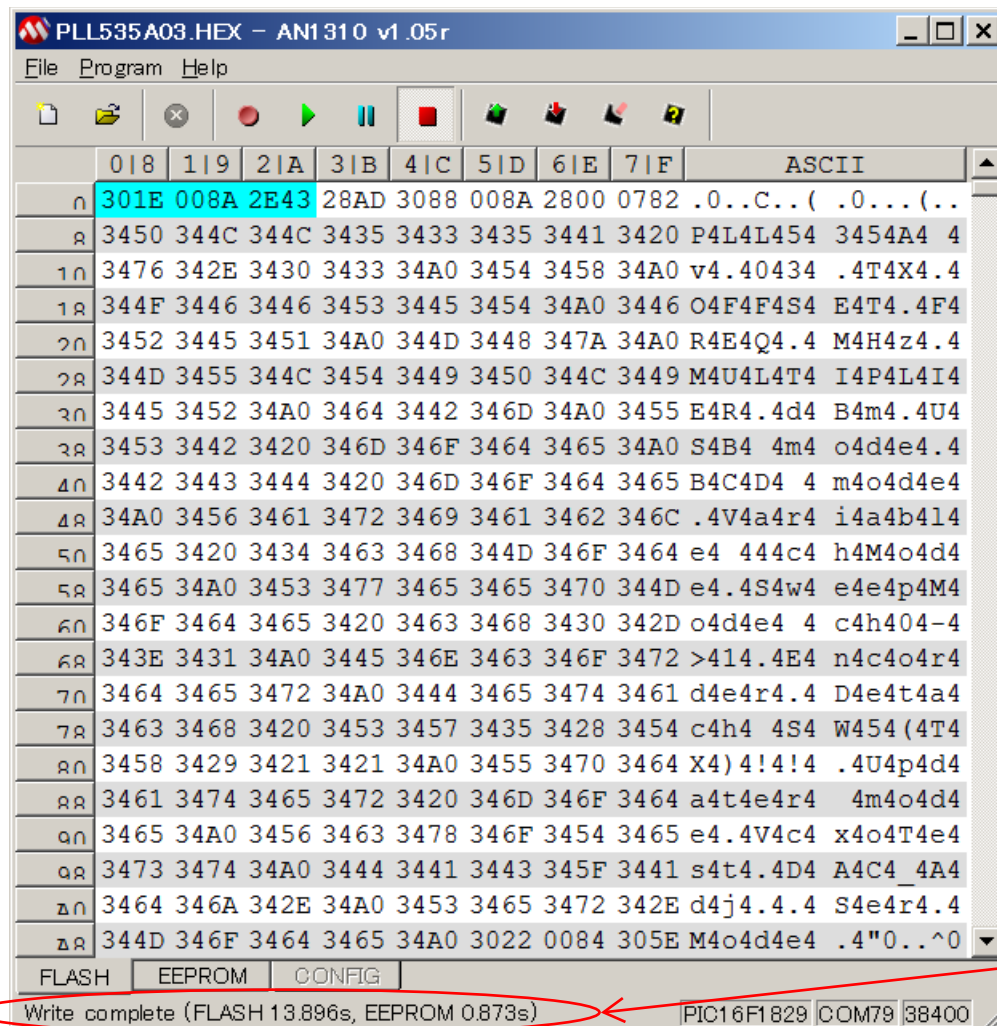 PLL535A03.HEX - AN1310 v1.05r
File Program Help
0|8 1|9 2|A 3|B 4|C 5|D 6|E 7|F ASCII
0 301E 008A 2E43 28AD 3088 008A 2800 0782 .0..C..( .0...(..
8 3450 344C 344C 3435 3433 3435 3441 3420 P4L4L454 3454A4 4
10 3476 342E 3430 3433 34A0 3454 3458 34A0 v4.40434 .4T4X4.4
18 344F 3446 3446 3453 3445 3454 34A0 3446 O4F4F4S4 E4T4.4F4
20 3452 3445 3451 34A0 344D 3448 347A 34A0 R4E4Q4.4 M4H4z4.4
28 344D 3455 344C 3454 3449 3450 344C 3449 M4U4L4T4 I4P4L4I4
30 3445 3452 34A0 3464 3442 346D 34A0 3455 E4R4.4d4 B4m4.4U4
38 3453 3442 3420 346D 346F 3464 3465 34A0 S4B4 4m4 o4d4e4.4
40 3442 3443 3444 3420 346D 346F 3464 3465 B4C4D4 4 m4o4d4e4
48 34A0 3456 3461 3472 3469 3461 3462 346C .4V4a4r4 i4a4b4l4
50 3465 3420 3434 3463 3468 344D 346F 3464 e4 444c4 h4M4o4d4
58 3465 34A0 3453 3477 3465 3465 3470 344D e4.4S4w4 e4e4p4M4
60 346F 3464 3465 3420 3463 3468 3430 342D o4d4e4 4 c4h404-4
68 343E 3431 34A0 3445 346E 3463 346F 3472 >414.4E4 n4c4o4r4
70 3464 3465 3472 34A0 3444 3465 3474 3461 d4e4r4.4 D4e4t4a4
78 3463 3468 3420 3453 3457 3435 3428 3454 c4h4 4S4 W454(4T4
80 3458 3429 3421 3421 34A0 3455 3470 3464 X4)4!4!4 .4U4p4d4
88 3461 3474 3465 3472 3420 346D 346F 3464 a4t4e4r4  4m4o4d4
90 3465 34A0 3456 3463 3478 346F 3454 3465 e4.4V4c4 x4o4T4e4
98 3473 3474 34A0 3444 3441 3443 345F 3441 s4t4.4D4 A4C4_4A4
A0 3464 346A 342E 34A0 3453 3465 3472 342E d4j4.4.4 S4e4r4.4
A8 344D 346F 3464 3465 34A0 3022 0084 305E M4o4d4e4 .4"0..^0
FLASH EEPROM CONFIG
Write complete (FLASH 13.896s, EEPROM 0.873s) PIC16F1829 COM79 38400